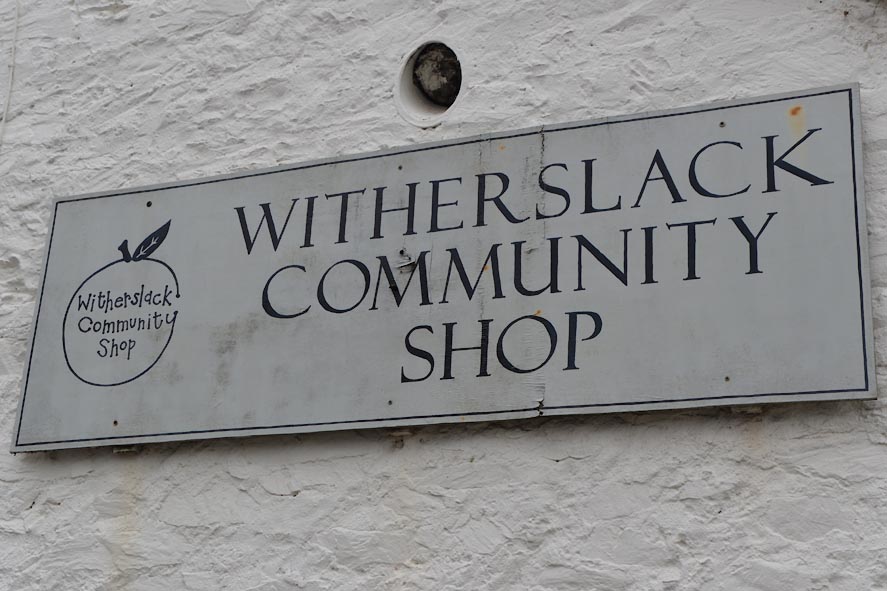 Witherslack
Community
Shop
WITHERSLACK
COMMUNITY
SHOP